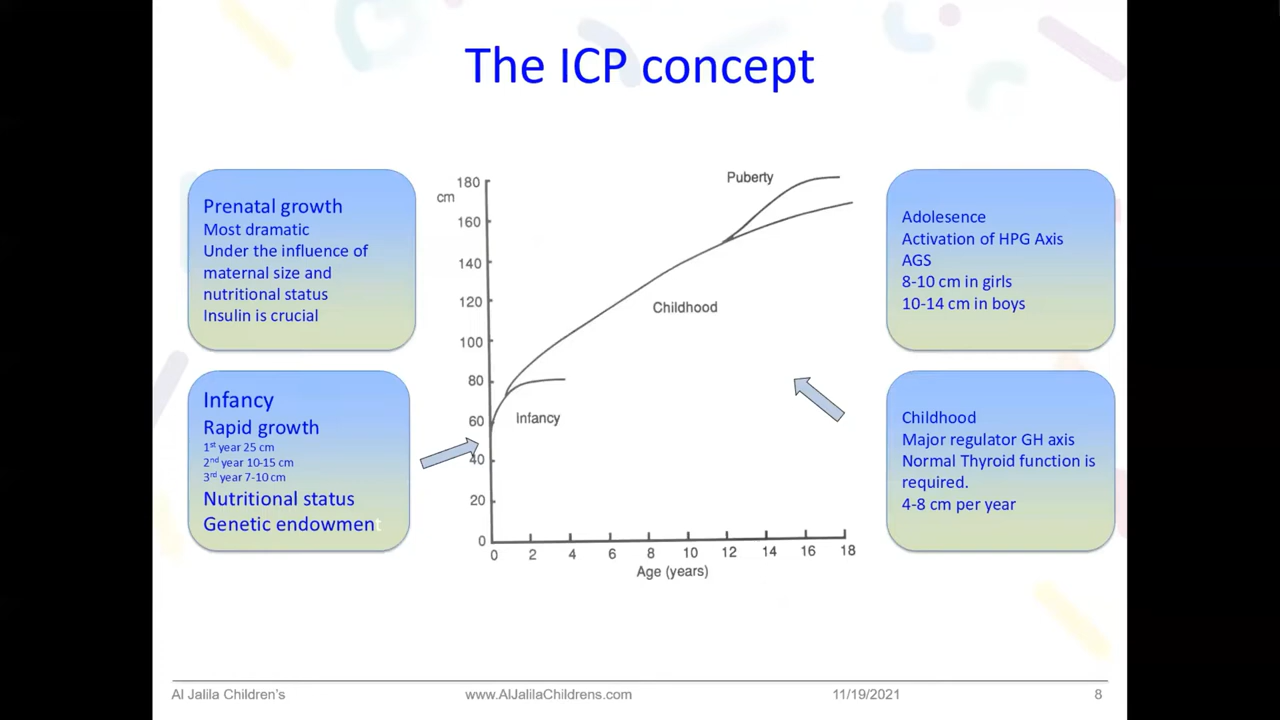 The ICP concept
Prenatal growth
Most dramatic
Under the influence of
maternal size and
nutritional status
Insulin is crucial
Infancy
Rapid growth
1st year 25 cm
2nd year 10-15 cm
3rd year 7-10 cm
Nutritional status
Genetic endowment
cm
180
160
140
120
100
80
60
40
20
0
0 2 4 6 8 10 12 14 16 18
Age (years)
Puberty
Childhood
Infancy
Adolesence
Activation of HPG Axis
AGS
8-10 cm in girls
10-14 cm in boys
Childhood
Major regulator GH axis
Normal Thyroid function is
required.
4-8 cm per year
Al Jalila Children's
www.AlJalilaChildrens.com
11/19/2021
8